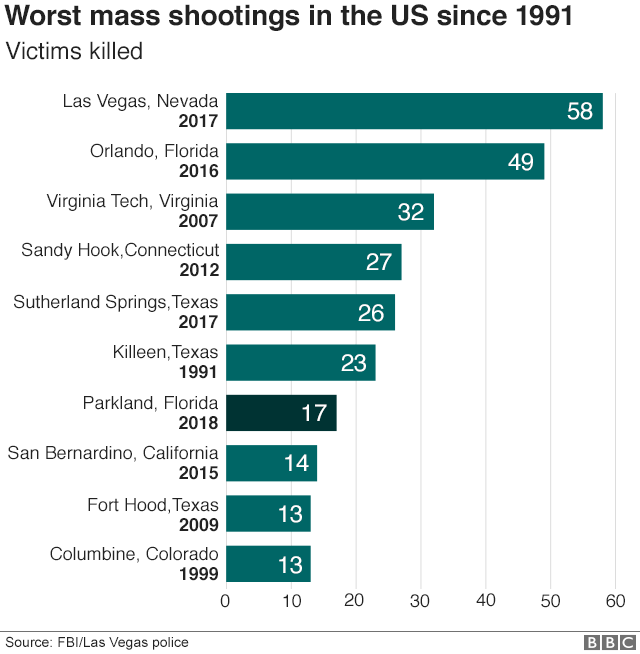 Worst mass shootings in the US since 1991
Victims killed
Las Vegas, Nevada
2017
58
Orlando, Florida
2016
49
Virginia Tech, Virginia
2007
32
Sandy Hook,Connecticut
2012
27
Sutherland Springs,Texas
2017
26
Killeen,Texas
1991
23
Parkland, Florida
2018
17
San Bernardino, California
2015
14
Fort Hood,Texas
2009
13
Columbine, Colorado
1999
13
0 10 20 30 40 50 60
Source: FBI/Las Vegas police
BBC